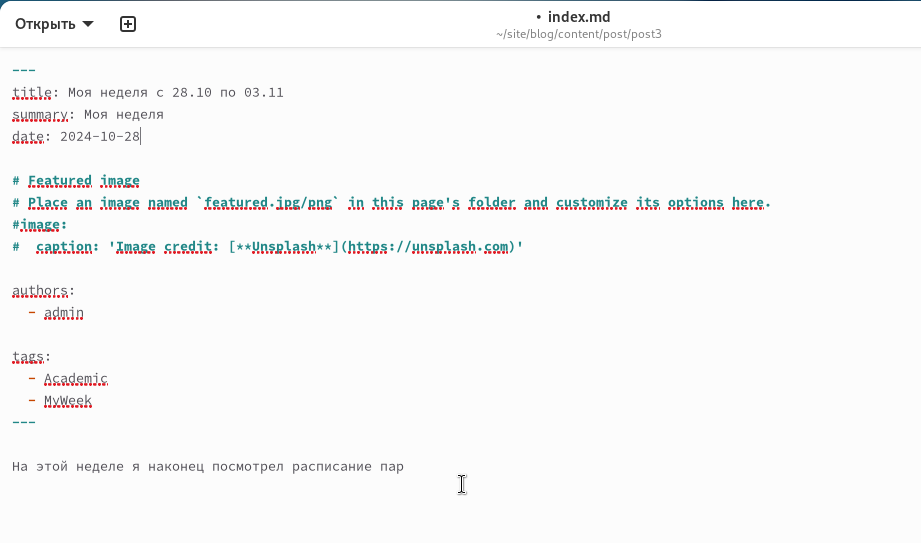 Открыть
• index.md
~/site/blog/content/post/post3
---
title: Моя неделя с 28.10 по 03.11
summary: Моя неделя
date: 2024-10-28
# Featured image
# Place an image named `featured.jpg/png` in this page's folder and customize its options here.
#image:
#  caption: 'Image credit: [**Unsplash**](https://unsplash.com)'
authors:
  - admin
tags:
  - Academic
  - MyWeek
---
На этой неделе я наконец посмотрел расписание пар